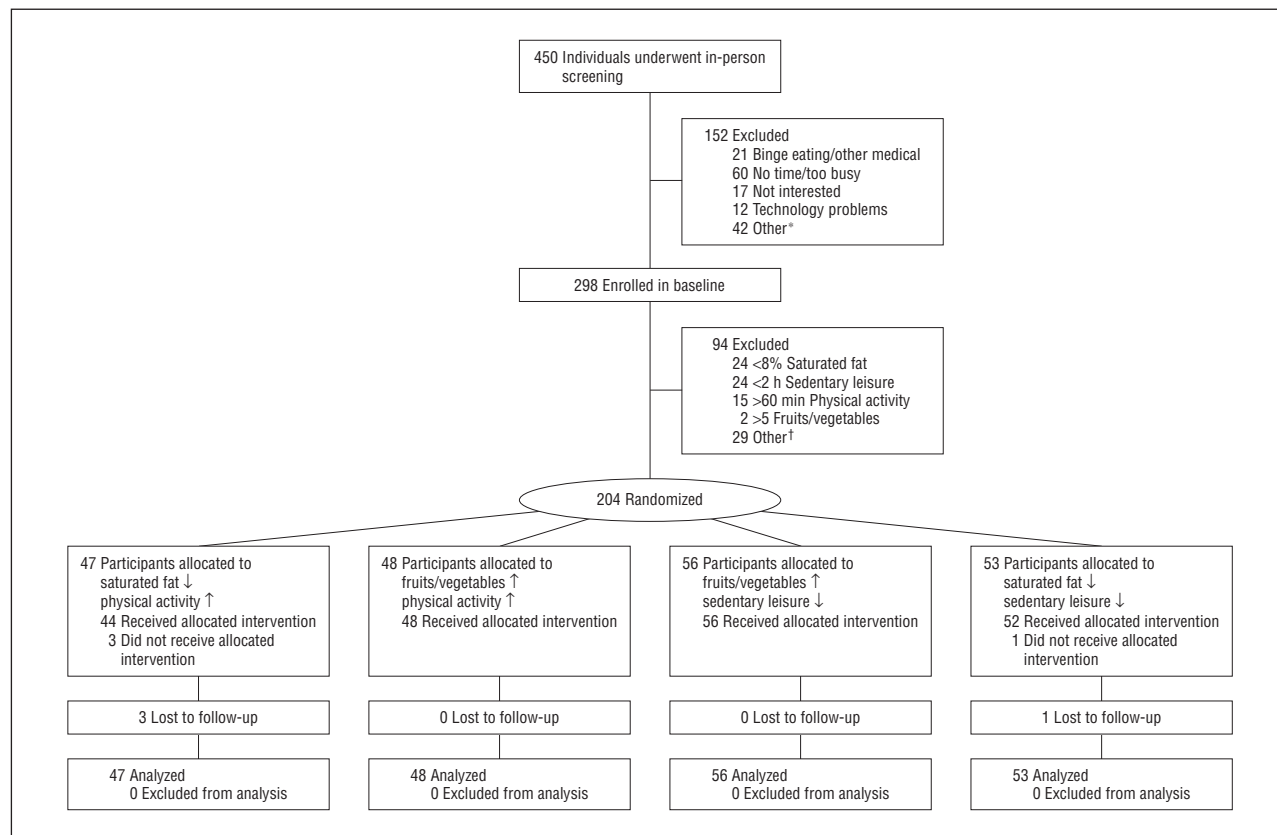 450 Individuals underwent in-person
screening
152 Excluded
21 Binge eating/other medical
60 No time/too busy
17 Not interested
12 Technology problems
42 Other*
298 Enrolled in baseline
94 Excluded
24 <8% Saturated fat
24 <2 h Sedentary leisure
15 >60 min Physical activity
2 >5 Fruits/vegetables
29 Other†
204 Randomized
47 Participants allocated to
saturated fat ↓
physical activity ↑
44 Received allocated intervention
3 Did not receive allocated
intervention
48 Participants allocated to
fruits/vegetables ↑
physical activity ↑
48 Received allocated intervention
56 Participants allocated to
fruits/vegetables ↑
sedentary leisure ↓
56 Received allocated intervention
53 Participants allocated to
saturated fat ↓
sedentary leisure ↓
52 Received allocated intervention
1 Did not receive allocated
intervention
3 Lost to follow-up
0 Lost to follow-up
0 Lost to follow-up
1 Lost to follow-up
47 Analyzed
0 Excluded from analysis
48 Analyzed
0 Excluded from analysis
56 Analyzed
0 Excluded from analysis
53 Analyzed
0 Excluded from analysis